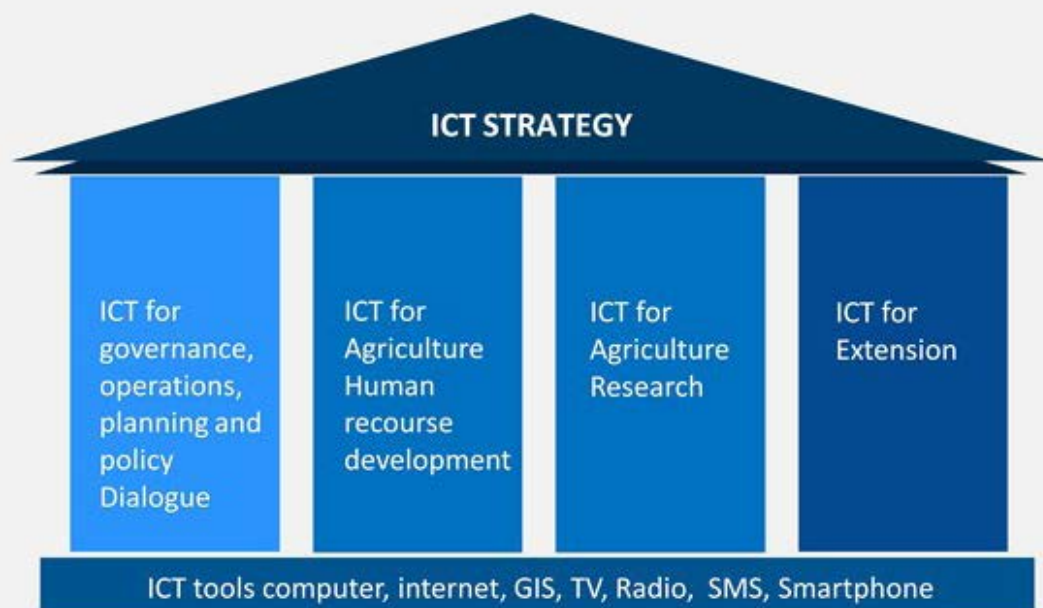 ICT STRATEGY
ICT for
governance,
operations,
planning and
policy
Dialogue
ICT for
Agriculture
Human
recourse
development
ICT for
Agriculture
Research
ICT for
Extension
ICT tools computer, internet, GIS, TV, Radio, SMS, Smartphone